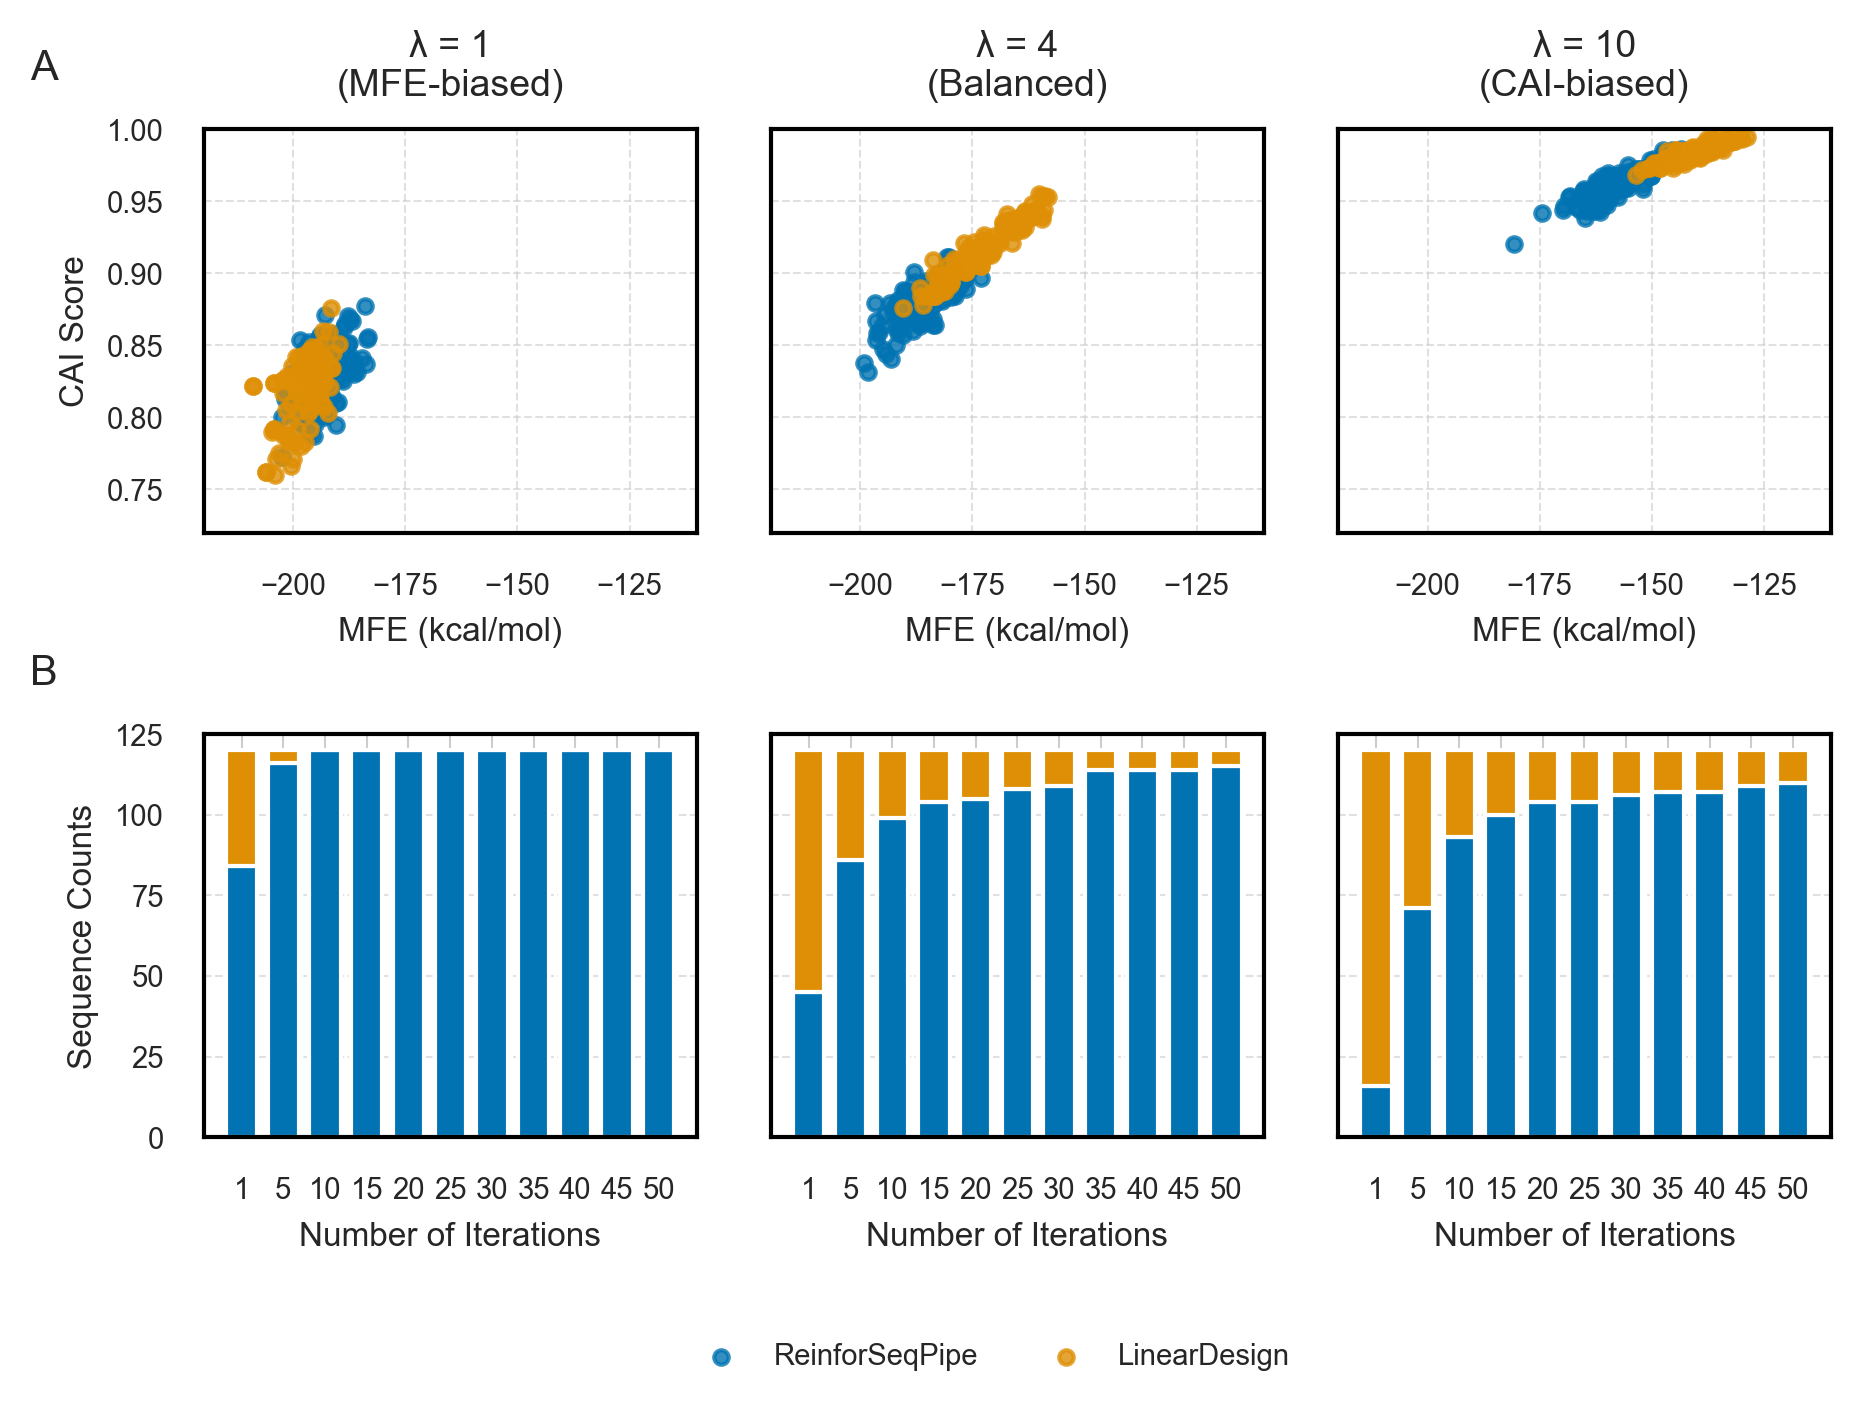 A
λ = 1
(MFE-biased)
λ = 4
(Balanced)
λ = 10
(CAI-biased)
CAI Score
1.00
0.95
0.90
0.85
0.80
0.75
−200 −175 −150 −125
MFE (kcal/mol)
−200 −175 −150 −125
MFE (kcal/mol)
−200 −175 −150 −125
MFE (kcal/mol)
B
Sequence Counts
125
100
75
50
25
0
1 5 10 15 20 25 30 35 40 45 50
Number of Iterations
1 5 10 15 20 25 30 35 40 45 50
Number of Iterations
1 5 10 15 20 25 30 35 40 45 50
Number of Iterations
ReinforSeqPipe
LinearDesign